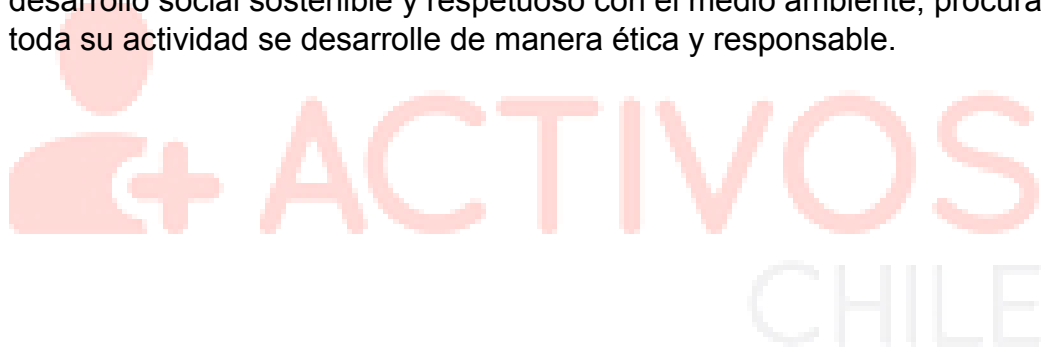 desarrollo social sostenible y respetuoso con el medio ambiente, procura
toda su actividad se desarrolle de manera ética y responsable.
+ ACTIVOS
CHILE